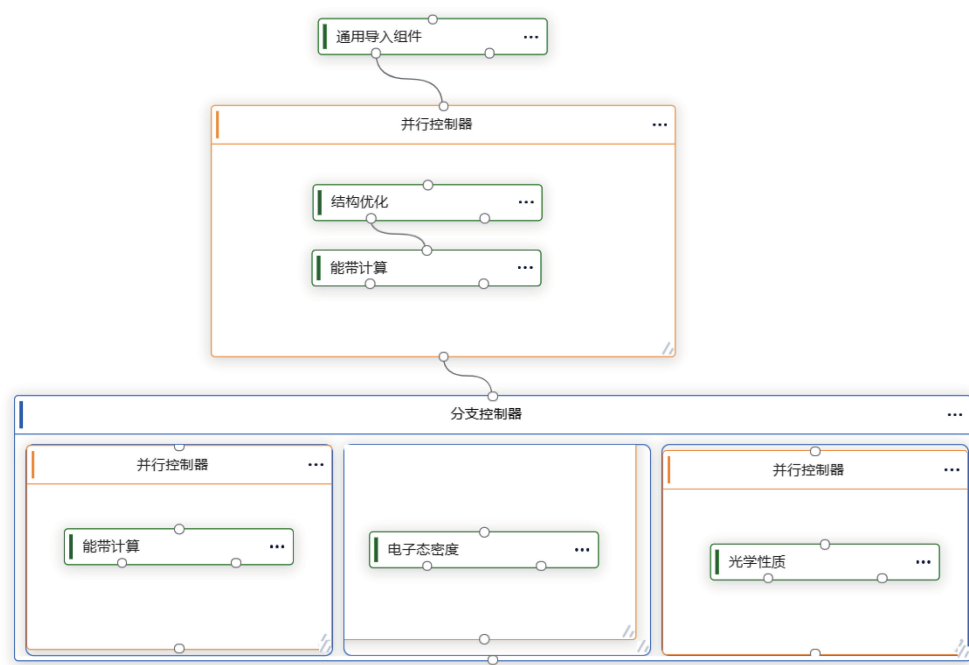 通用导入组件
并行控制器
结构优化
能带计算
分支控制器
并行控制器
并行控制器
能带计算
电子态密度
光学性质